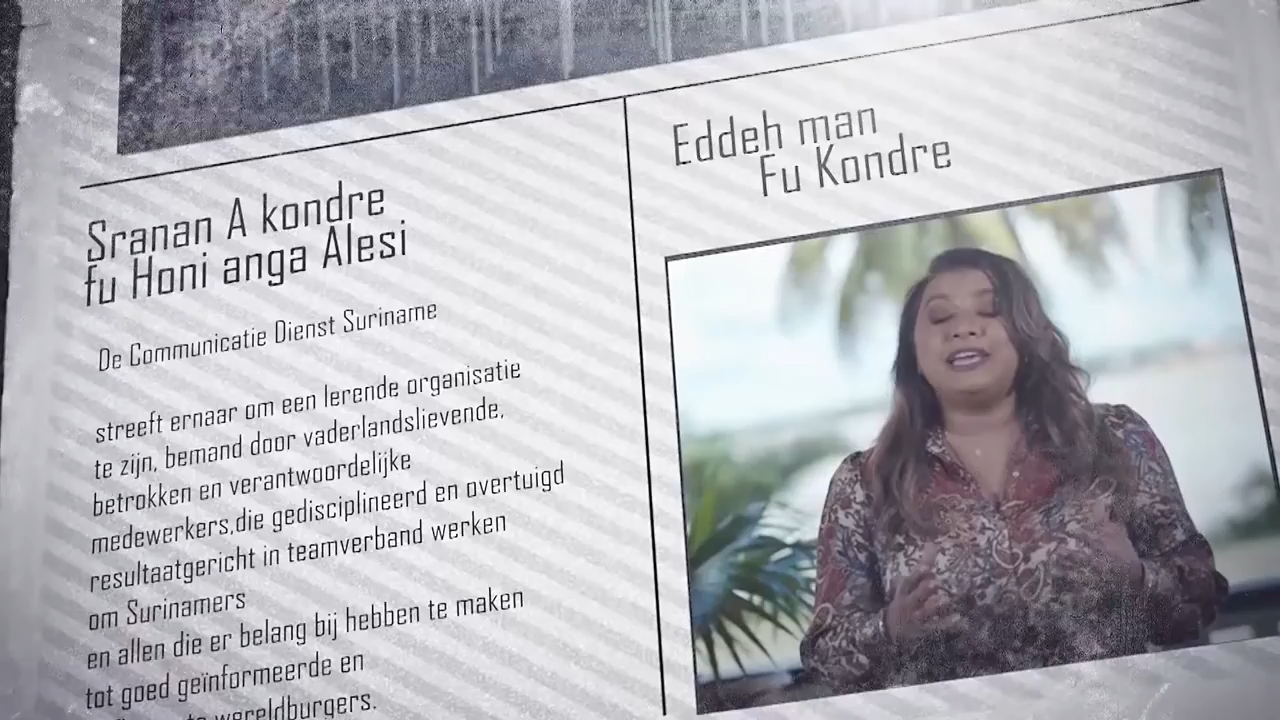 Sranan A kondre
fu Honi anga Alesi
De Communicatie Dienst Suriname
streeft ernaar om een lerende organisatie
te zijn, bemand door vaderlandslievende,
betrokken en verantwoordelijke
medewerkers,die gedisciplineerd en overtuigd
resultaatgericht in teamverband werken
om Surinamers
en allen die er belang bij hebben te maken
tot goed geïnformeerde en
wereldburgers.
Eddeh man
Fu Kondre